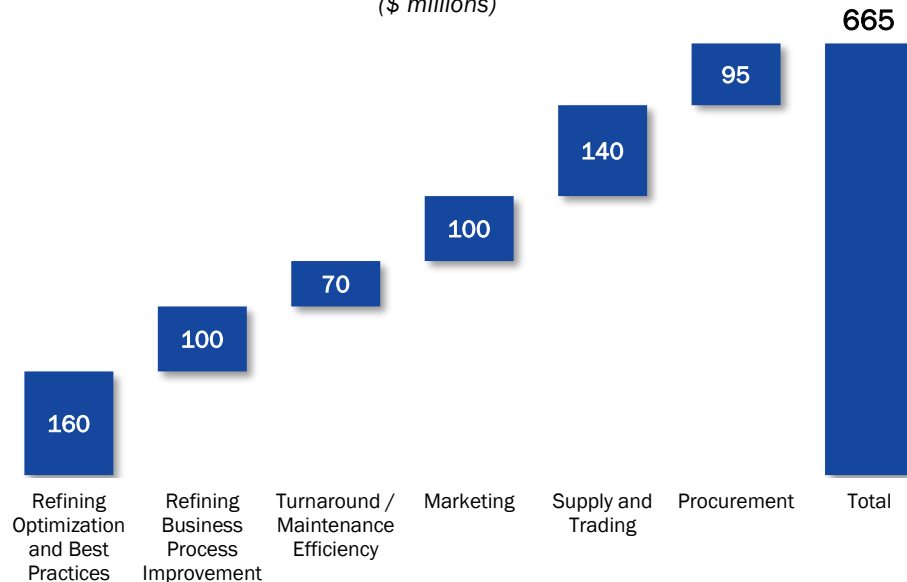 ($ millions)
665
95
140
100
70
100
160
Refining
Optimization
and Best
Practices
Refining
Business
Process
Improvement
Turnaround /
Maintenance
Efficiency
Marketing
Supply and
Trading
Procurement
Total